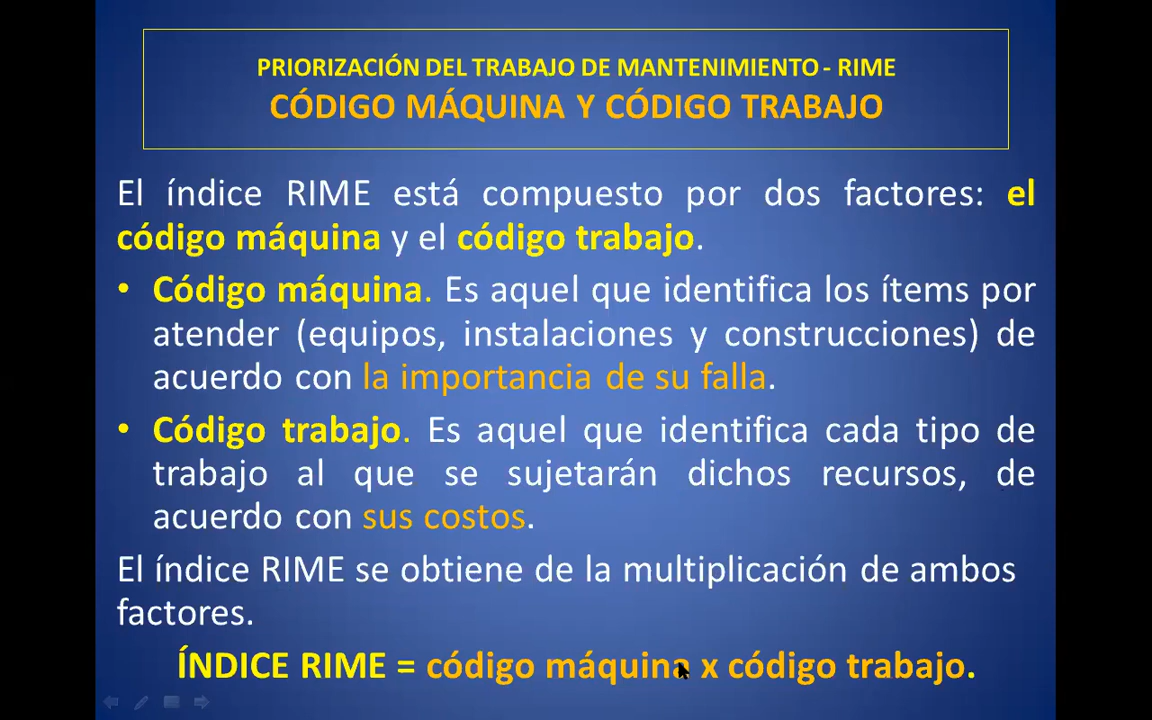 PRIORIZACIÓN DEL TRABAJO DE MANTENIMIENTO - RIME
CÓDIGO MÁQUINA Y CÓDIGO TRABAJO
El índice RIME está compuesto por dos factores: el
código máquina y el código trabajo.
• Código máquina. Es aquel que identifica los ítems por
atender (equipos, instalaciones y construcciones) de
acuerdo con la importancia de su falla.
• Código trabajo. Es aquel que identifica cada tipo de
trabajo al que se sujetarán dichos recursos, de
acuerdo con sus costos.
El índice RIME se obtiene de la multiplicación de ambos
factores.
ÍNDICE RIME = código máquina x código trabajo.